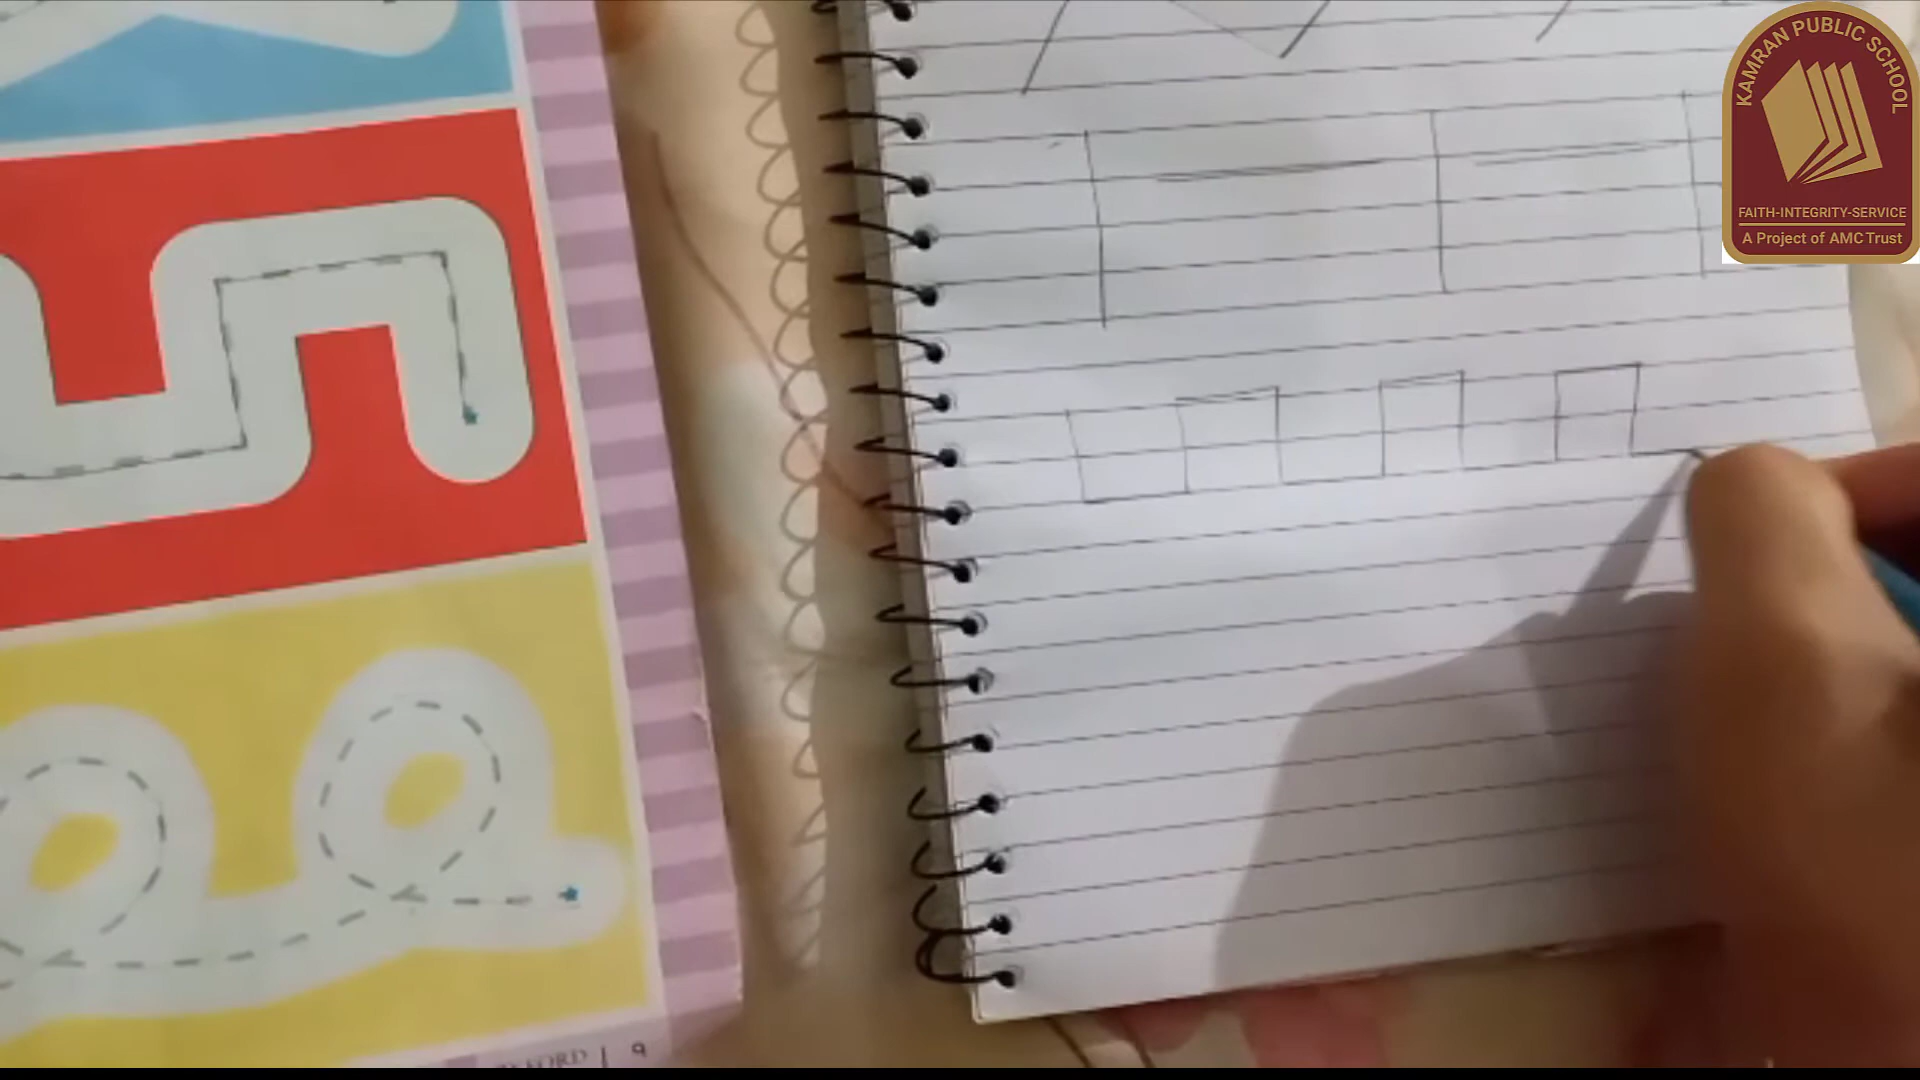 KAMRAN PUBLIC SCHOOL
FAITH-INTEGRITY-SERVICE
A Project of AMC Trust
9